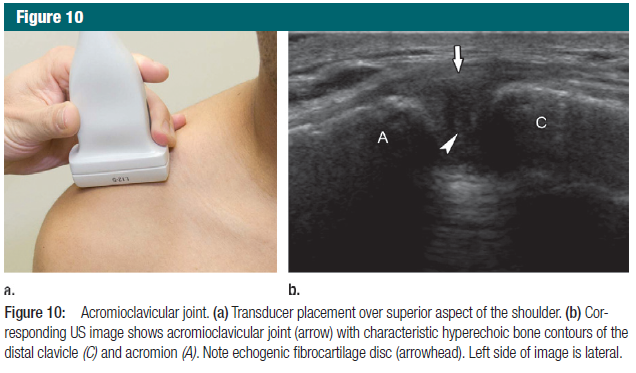 Figure 10
A
C
a.
b.
Figure 10: Acromioclavicular joint. (a) Transducer placement over superior aspect of the shoulder. (b) Cor-
responding US image shows acromioclavicular joint (arrow) with characteristic hyperechoic bone contours of the
distal clavicle (C) and acromion (A). Note echogenic fibrocartilage disc (arrowhead). Left side of image is lateral.